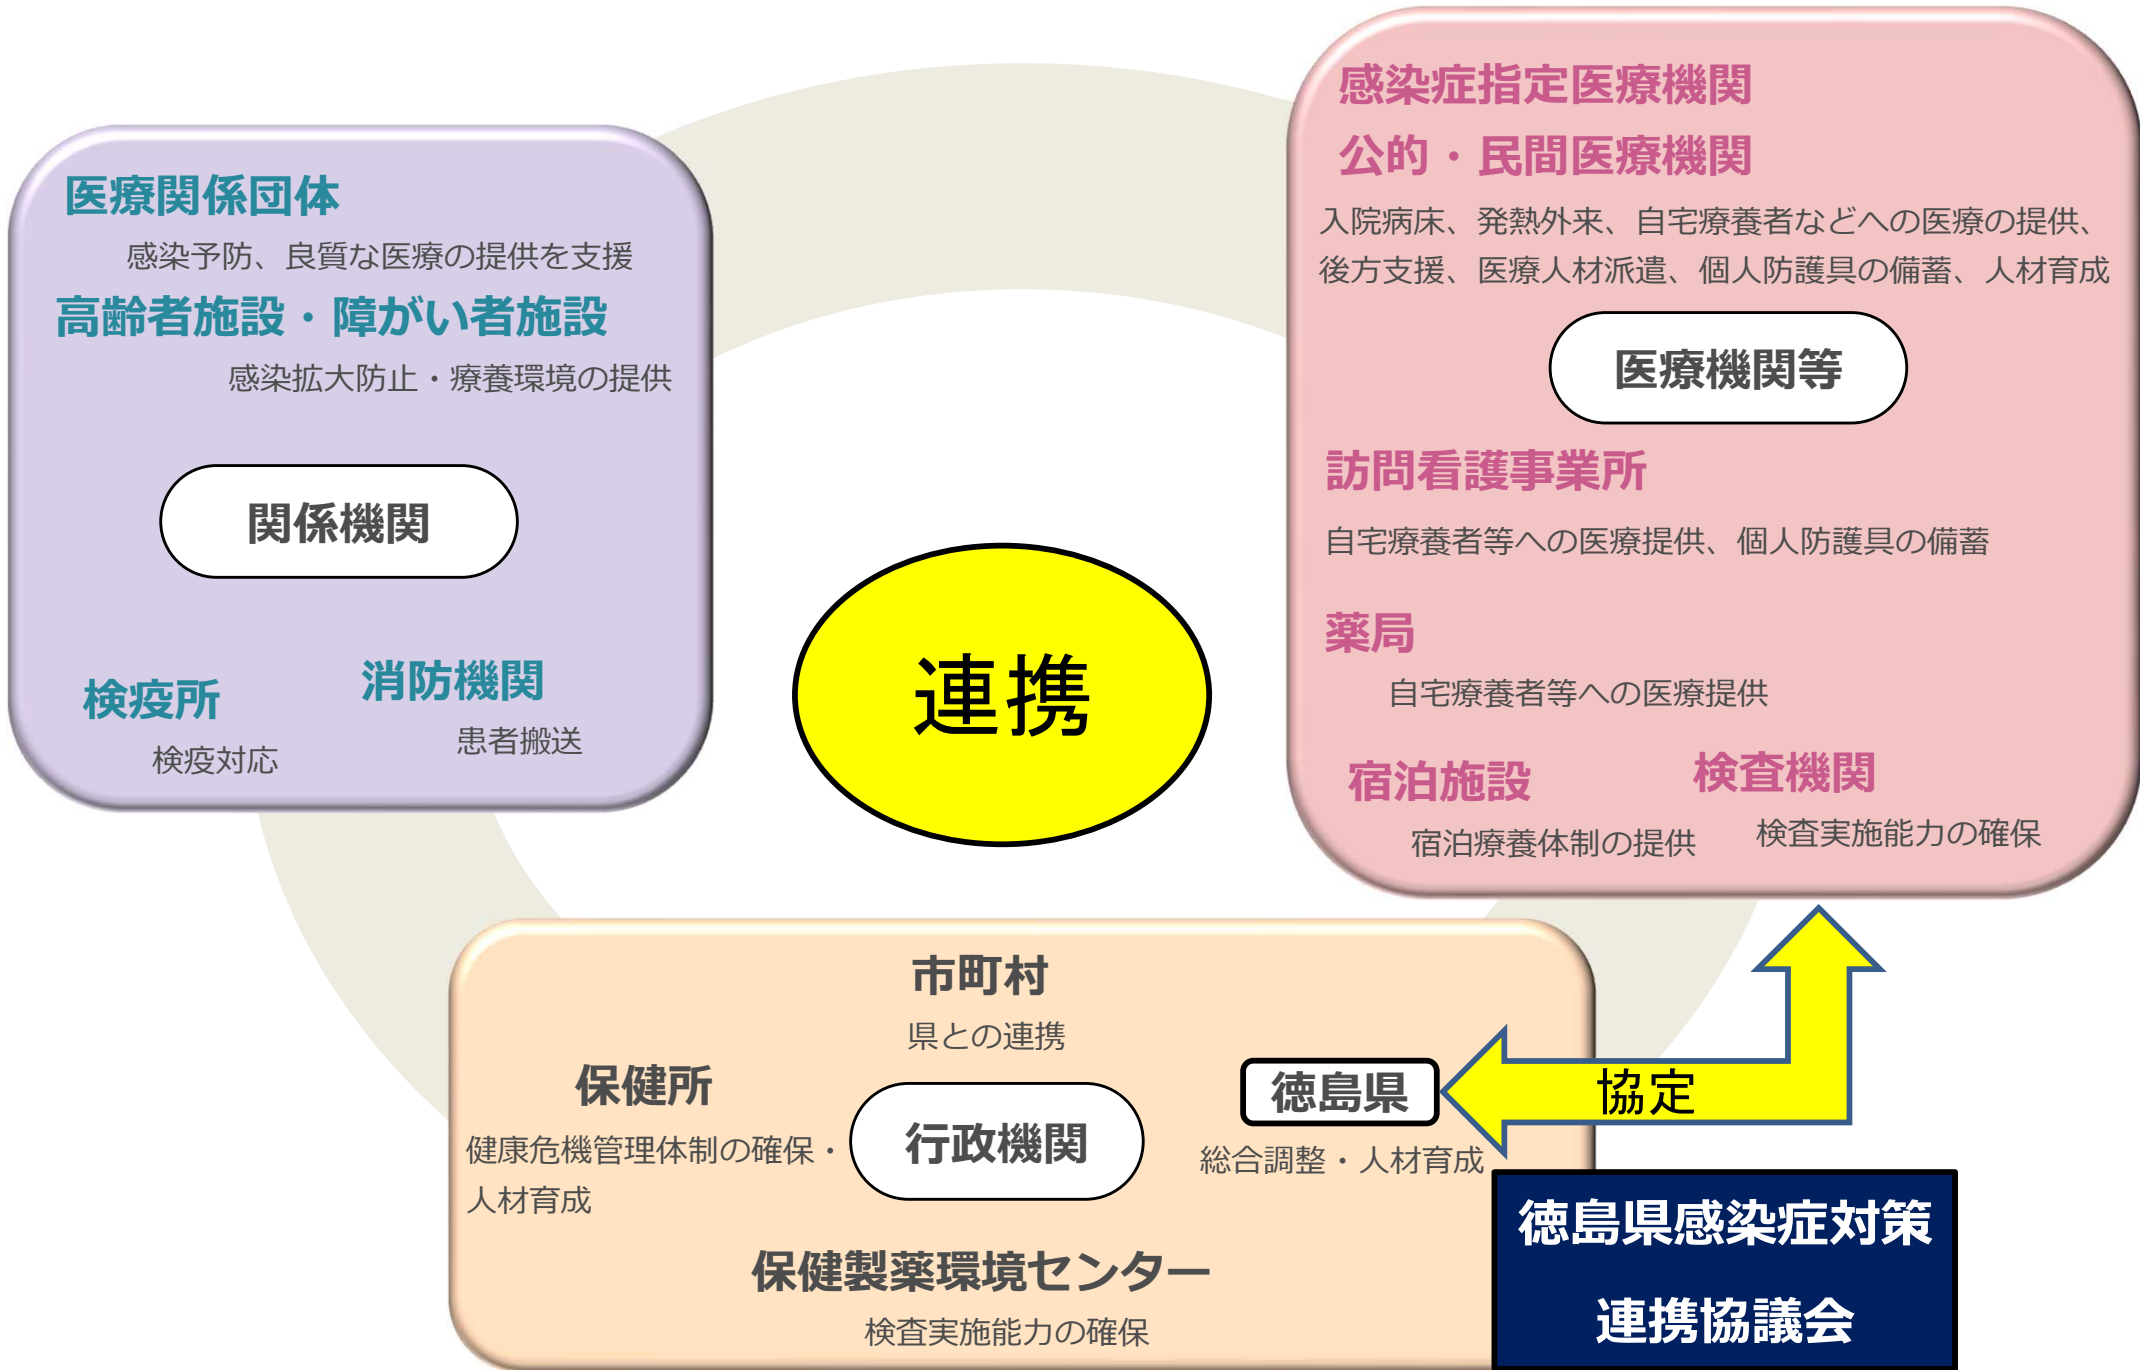 医療関係団体
感染予防、良質な医療の提供を支援
高齢者施設・障がい者施設
感染拡大防止・療養環境の提供
関係機関
検疫所
検疫対応
消防機関
患者搬送
感染症指定医療機関
公的・民間医療機関
入院病床、発熱外来、自宅療養者などへの医療の提供、
後方支援、医療人材派遣、個人防護具の備蓄、人材育成
医療機関等
訪問看護事業所
自宅療養者等への医療提供、個人防護具の備蓄
薬局
自宅療養者等への医療提供
宿泊施設
宿泊療養体制の提供
検査機関
検査実施能力の確保
連携
市町村
県との連携
保健所
健康危機管理体制の確保・
人材育成
行政機関
徳島県
総合調整・人材育成
協定
保健製薬環境センター
検査実施能力の確保
徳島県感染症対策
連携協議会